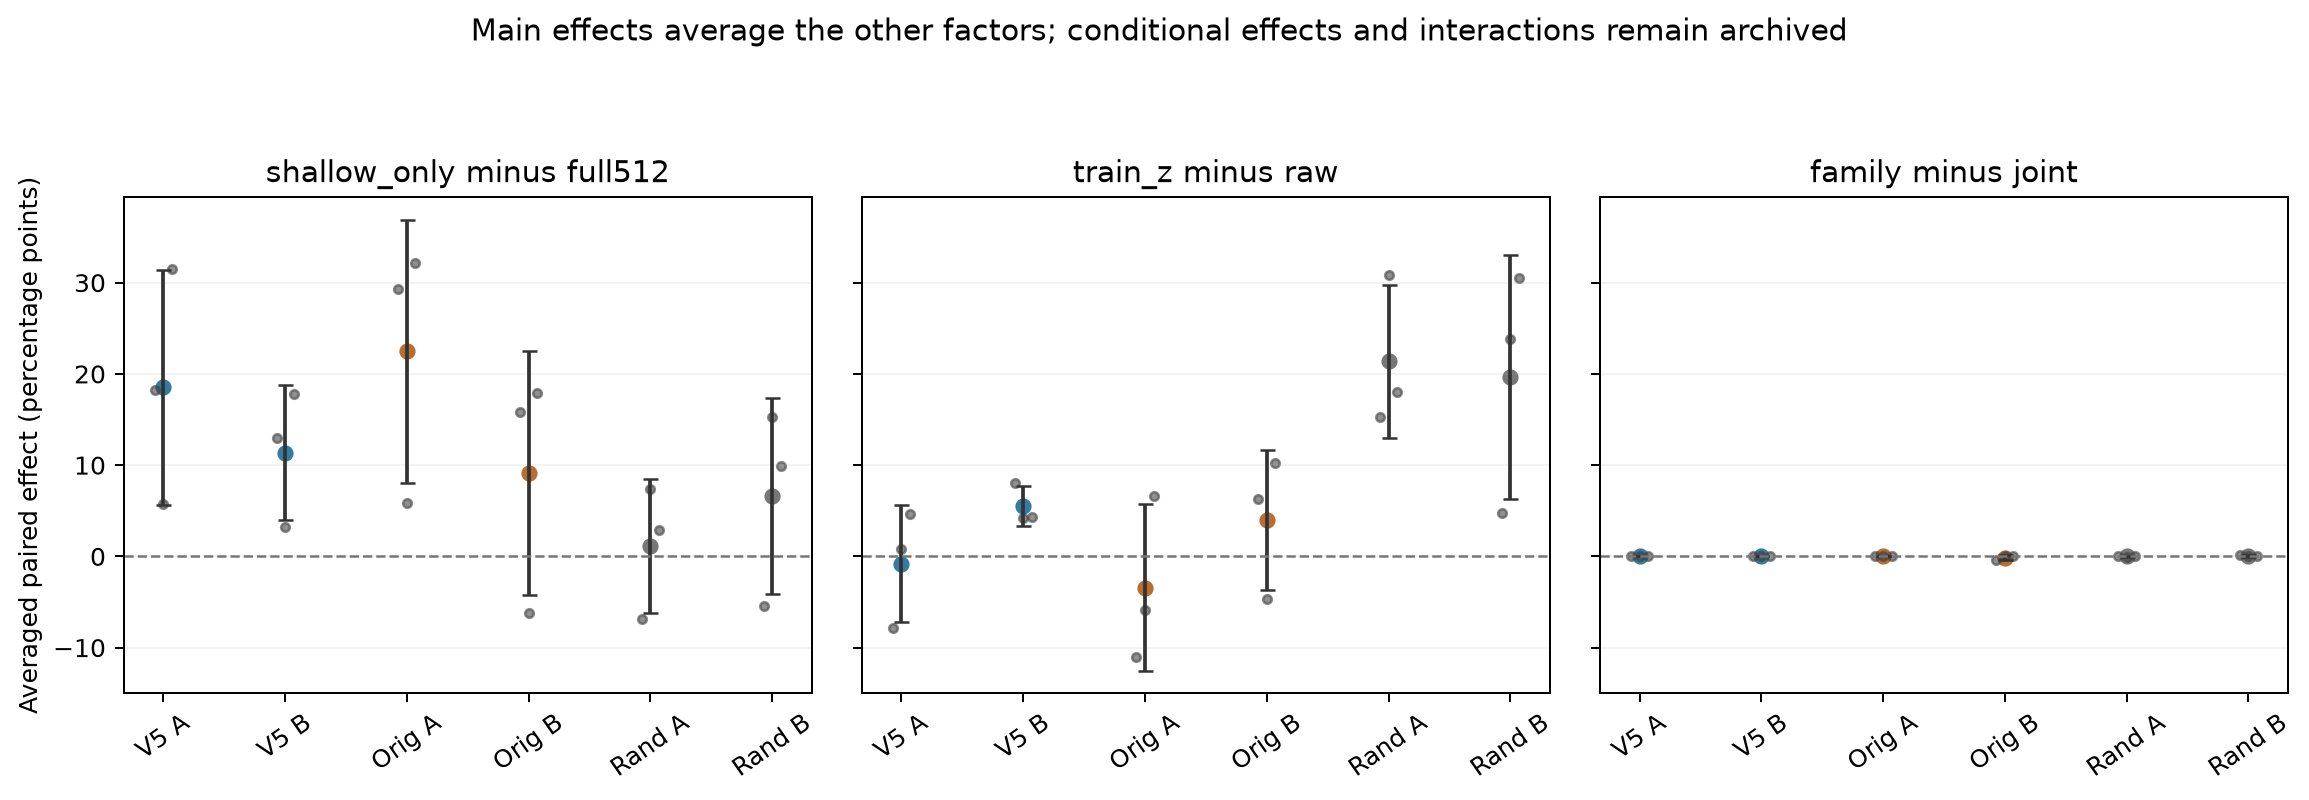 Main effects average the other factors; conditional effects and interactions remain archived
shallow_only minus full512
train_z minus raw
family minus joint
Averaged paired effect (percentage points)
30
20
10
0
−10
V5 A
V5 B
Orig A
Orig B
Rand A
Rand B
V5 A
V5 B
Orig A
Orig B
Rand A
Rand B
V5 A
V5 B
Orig A
Orig B
Rand A
Rand B